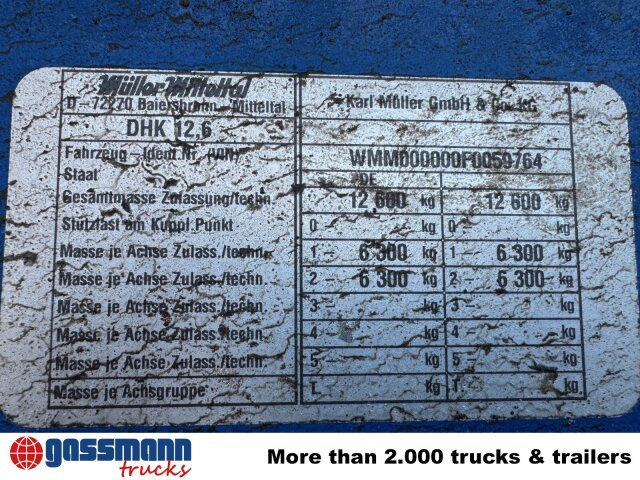 Müller Mitteltal
D - 72270 Baiersbronn - Mitteltal
Karl Müller GmbH & Co. KG
DHK 12,6
Fahrzeug - Ident.Nr. (VIN) WMM000000F0059764
Staat DE
Gesamtmasse Zulassung/techn. 12 600 kg 12 600 kg
Stützlast am Kuppl.Punkt 0 - kg 0 - kg
Masse je Achse Zulass./techn. 1 - 6 300 kg 1 - 6 300 kg
Masse je Achse Zulass./techn. 2 - 6 300 kg 2 - 6 300 kg
Masse je Achse Zulass./techn. 3 - kg 3 - kg
Masse je Achse Zulass./techn. 4 kg 4 - kg
Masse je Achse Zulass./techn. 5 kg 5 - kg
Masse je Achsgruppe T. kg T kg
gassmann
trucks
More than 2.000 trucks & trailers